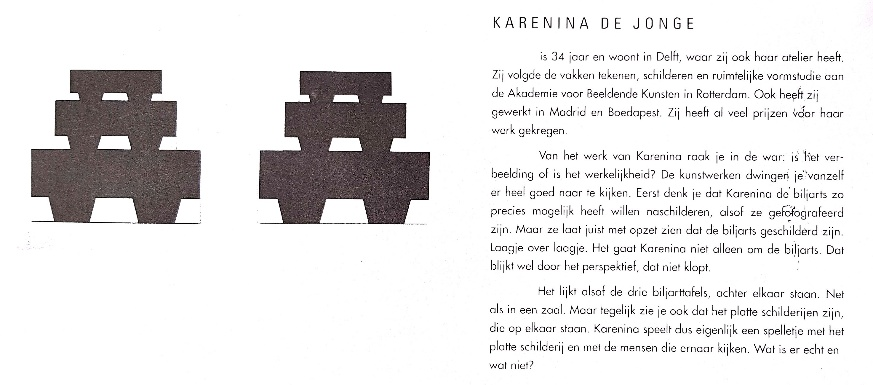 KARENINA DE JONGE
is 34 jaar en woont in Delft, waar zij ook haar atelier heeft.
Zij volgde de vakken tekenen, schilderen en ruimtelijke vormstudie aan
de Akademie voor Beeldende Kunsten in Rotterdam. Ook heeft zij
gewerkt in Madrid en Boedapest. Zij heeft al veel prijzen voor haar
werk gekregen.
Van het werk van Karenina raak je in de war: is het ver-
beelding of is het werkelijkheid? De kunstwerken dwingen je vanzelf
er heel goed naar te kijken. Eerst denk je dat Karenina de biljarts zo
precies mogelijk heeft willen naschilderen, alsof ze gefotografeerd
zijn. Maar ze laat juist met opzet zien dat de biljarts geschilderd zijn.
Laagje over laagje. Het gaat Karenina niet alleen om de biljarts. Dat
blijkt wel door het perspektief, dat niet klopt.
Het lijkt alsof de drie biljarttafels, achter elkaar staan. Net
als in een zaal. Maar tegelijk zie je ook dat het platte schilderijen zijn,
die op elkaar staan. Karenina speelt dus eigenlijk een spelletje met het
platte schilderij en met de mensen die ernaar kijken. Wat is er echt en
wat niet?